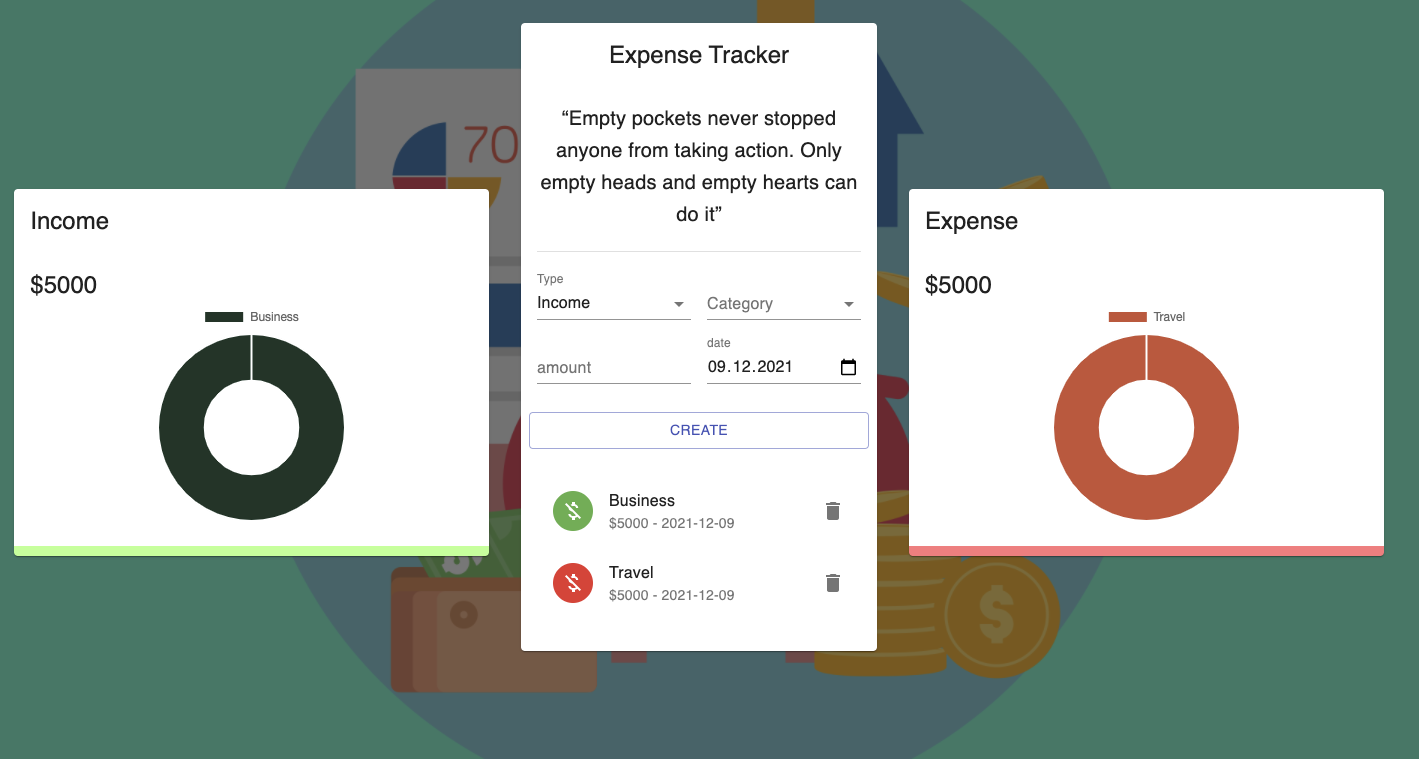 Expense Tracker
“Empty pockets never stopped
anyone from taking action. Only
empty heads and empty hearts can
do it”
70
Income
$5000
Business
Type
Income
Category
amount
date
09.12.2021
CREATE
Business
$5000 - 2021-12-09
Travel
$5000 - 2021-12-09
Expense
$5000
Travel
$